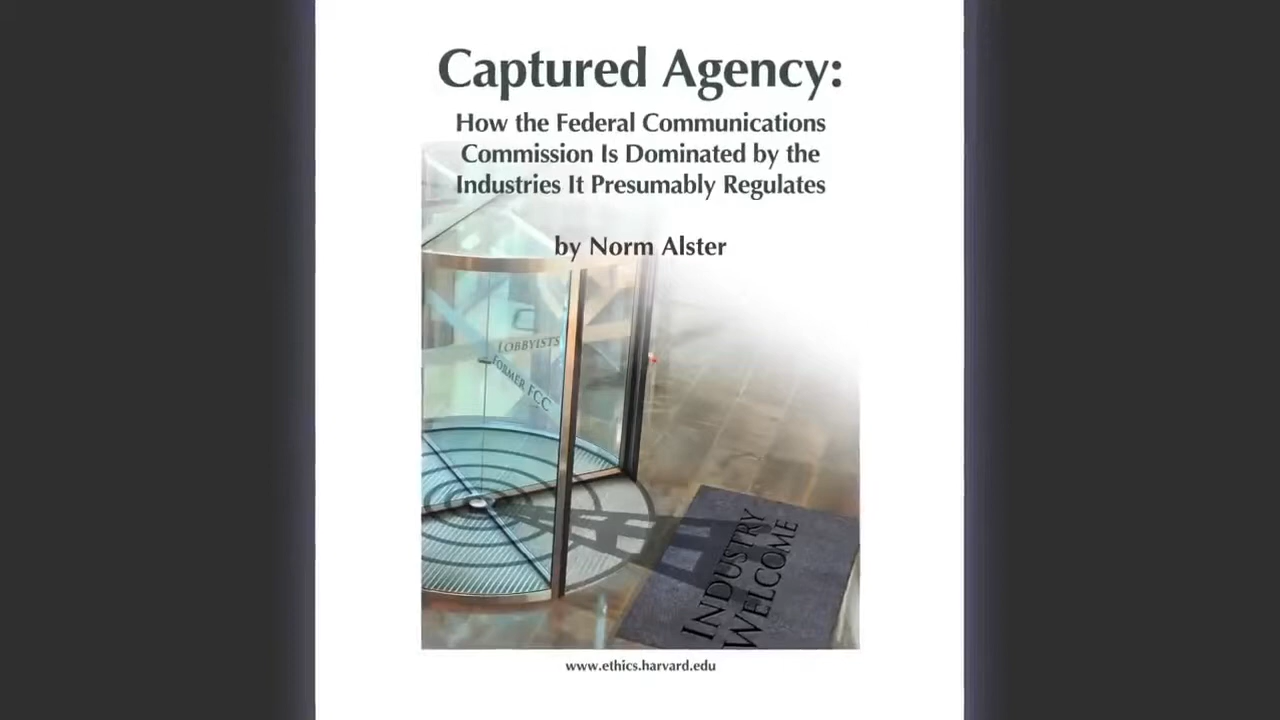 Captured Agency:
How the Federal Communications
Commission Is Dominated by the
Industries It Presumably Regulates
by Norm Alster
LOBBYISTS
FORMER FCC
INDUSTRY
WELCOME
www.ethics.harvard.edu